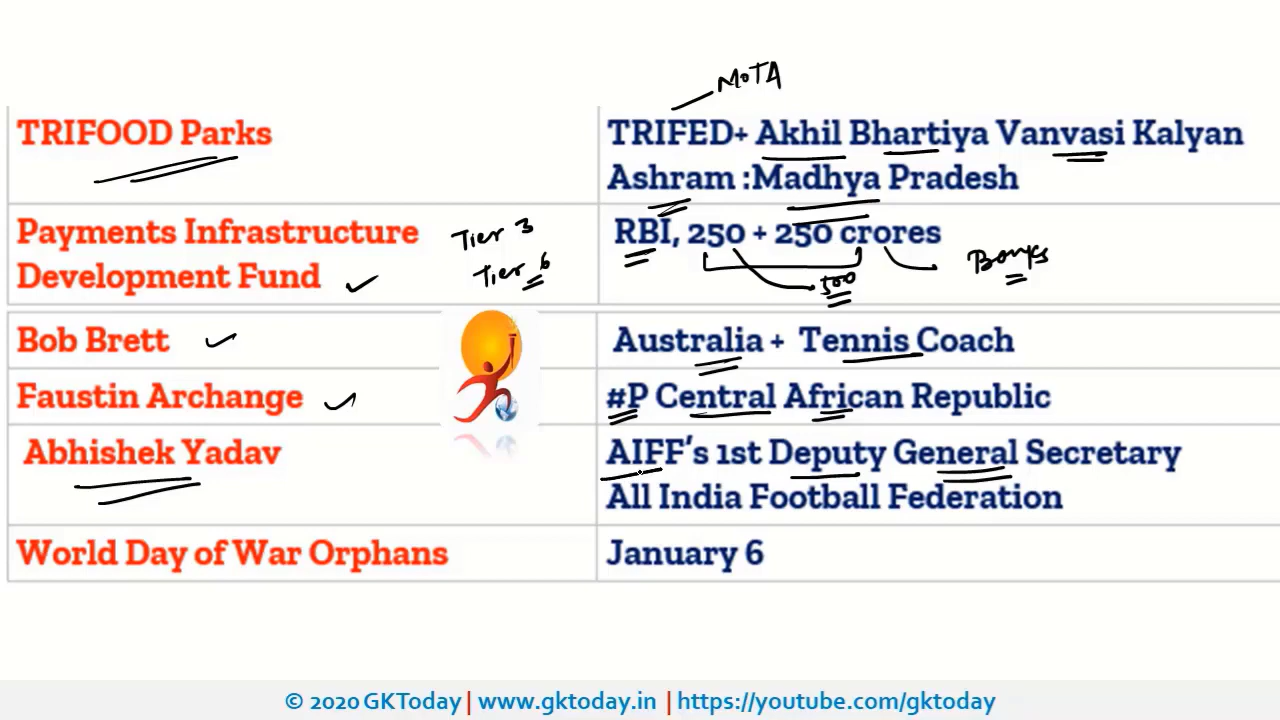 MoTA
TRIFOOD Parks
TRIFED+ Akhil Bhartiya Vanvasi Kalyan
Ashram :Madhya Pradesh
Payments Infrastructure
Development Fund
Tier 3
Tier 6
RBI, 250 + 250 crores
500
Banks
Bob Brett
Australia + Tennis Coach
Faustin Archange
#P Central African Republic
Abhishek Yadav
AIFF's 1st Deputy General Secretary
All India Football Federation
World Day of War Orphans
January 6
© 2020 GKToday | www.gktoday.in | https://youtube.com/gktoday